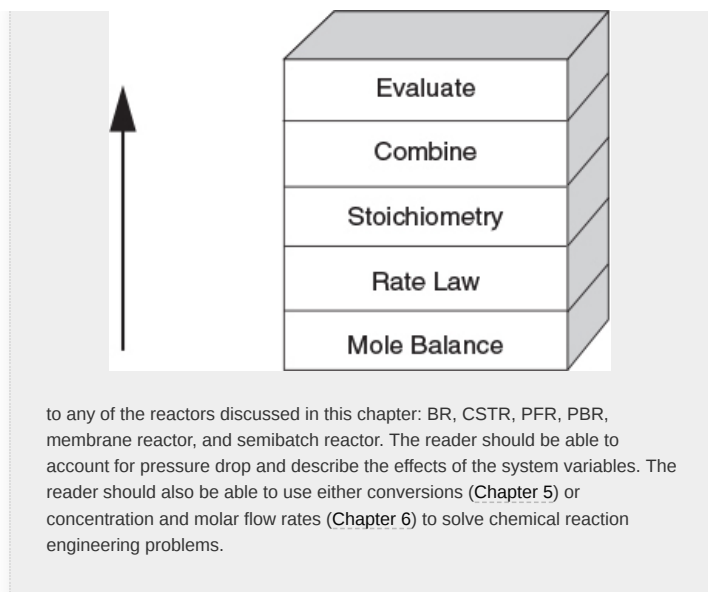 Evaluate
Combine
Stoichiometry
Rate Law
Mole Balance
to any of the reactors discussed in this chapter: BR, CSTR, PFR, PBR,
membrane reactor, and semibatch reactor. The reader should be able to
account for pressure drop and describe the effects of the system variables. The
reader should also be able to use either conversions (Chapter 5) or
concentration and molar flow rates (Chapter 6) to solve chemical reaction
engineering problems.